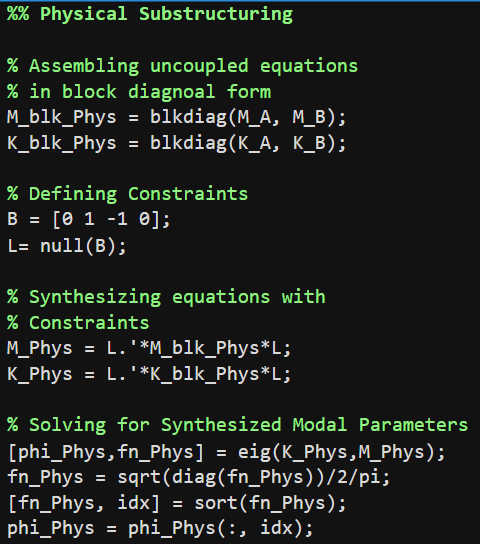 %% Physical Substructuring
% Assembling uncoupled equations
% in block diagnoal form
M_blk_Phys = blkdiag(M_A, M_B);
K_blk_Phys = blkdiag(K_A, K_B);
% Defining Constraints
B = [0 1 -1 0];
L= null(B);
% Synthesizing equations with
% Constraints
M_Phys = L.'*M_blk_Phys*L;
K_Phys = L.'*K_blk_Phys*L;
% Solving for Synthesized Modal Parameters
[phi_Phys,fn_Phys] = eig(K_Phys,M_Phys);
fn_Phys = sqrt(diag(fn_Phys))/2/pi;
[fn_Phys, idx] = sort(fn_Phys);
phi_Phys = phi_Phys(:, idx);